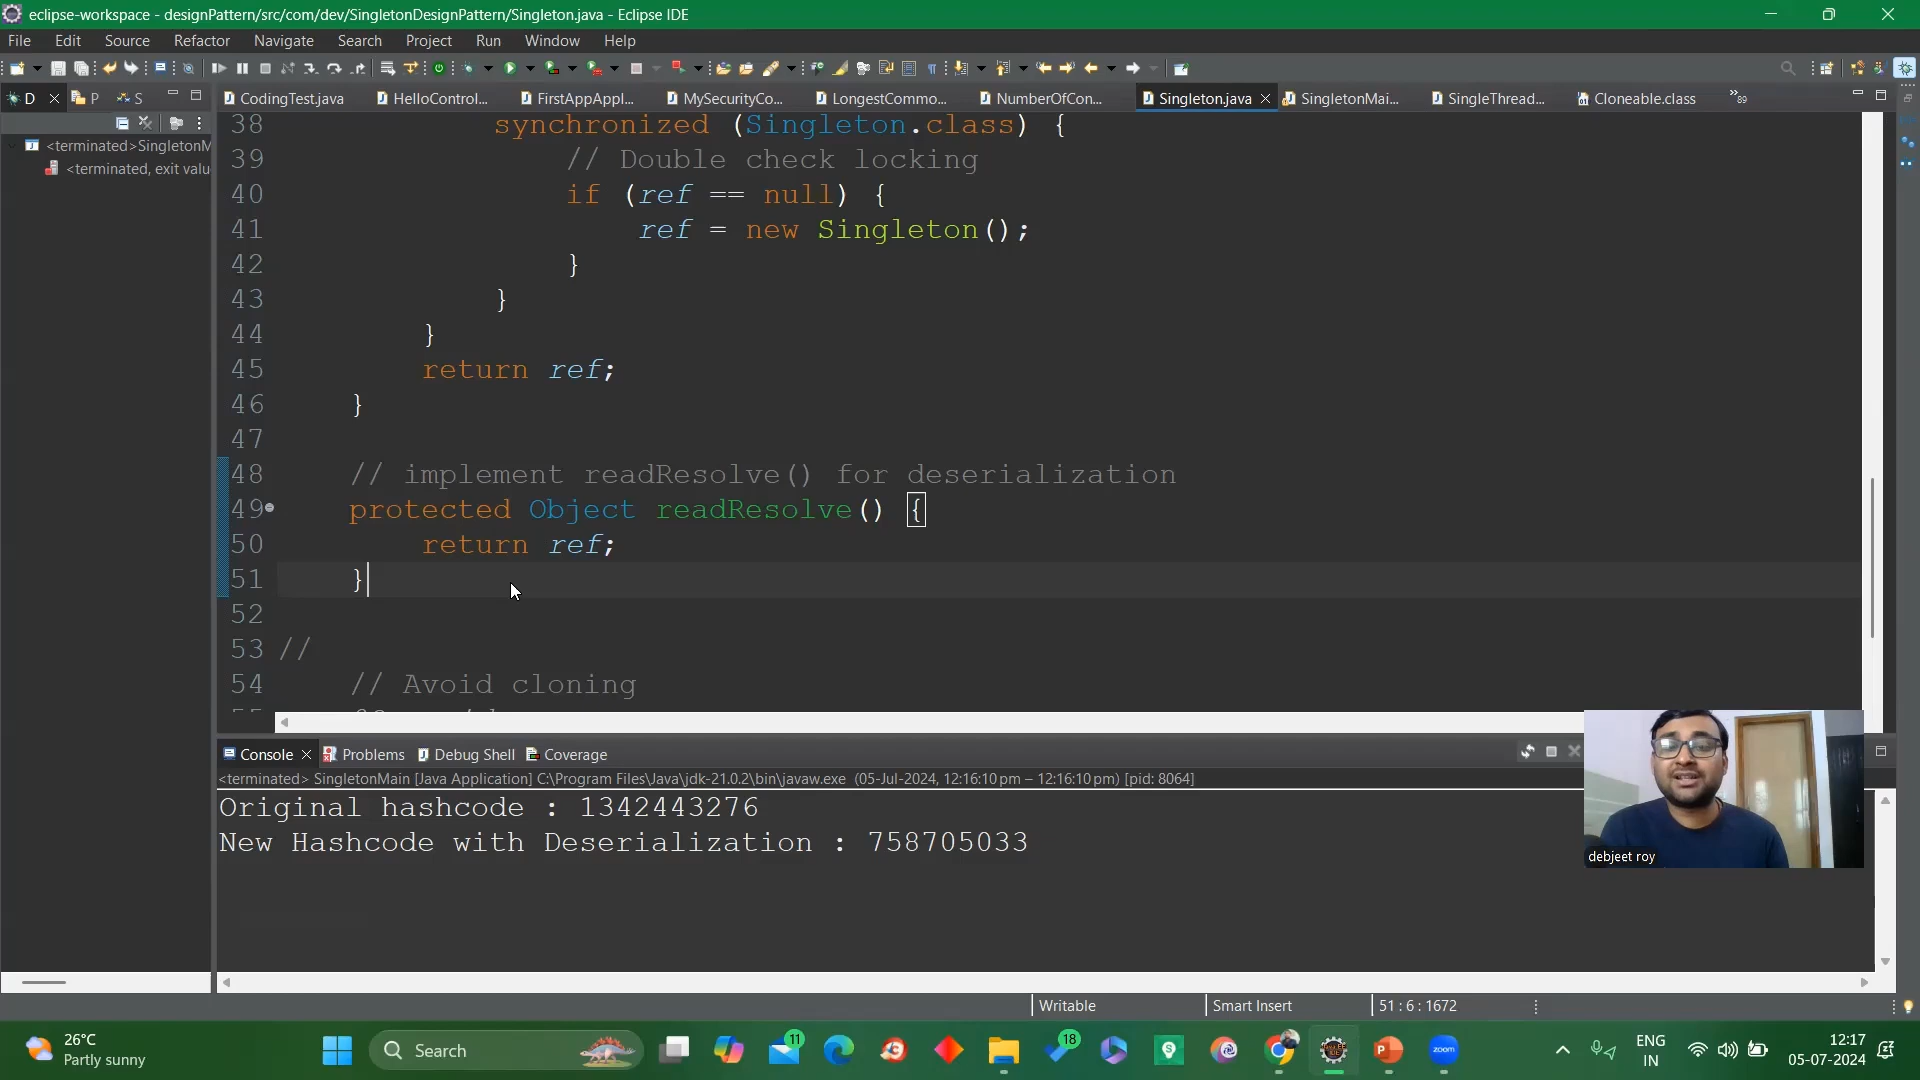 eclipse-workspace - designPattern/src/com/dev/SingletonDesignPattern/Singleton.java - Eclipse IDE
File Edit Source Refactor Navigate Search Project Run Window Help
D P S CodingTest.java HelloControl... FirstAppAppl... MySecurityCo... LongestCommo... NumberOfCon... Singleton.java SingletonMai... SingleThread... Cloneable.class »89
<terminated>SingletonM
<terminated, exit valu
38 synchronized (Singleton.class) {
39 // Double check locking
40 if (ref == null) {
41 ref = new Singleton();
42 }
43 }
44 }
45 return ref;
46 }
47
48 // implement readResolve() for deserialization
49 protected Object readResolve() {
50 return ref;
51 }
52
53 //
54 // Avoid cloning
Console Problems Debug Shell Coverage
<terminated> SingletonMain [Java Application] C:\Program Files\Java\jdk-21.0.2\bin\javaw.exe (05-Jul-2024, 12:16:10 pm – 12:16:10 pm) [pid: 8064]
Original hashcode : 1342443276
New Hashcode with Deserialization : 758705033
debjeet roy
Writable Smart Insert 51 : 6 : 1672
26°C
Partly sunny
Search
11
18
zoom
ENG
IN
12:17
05-07-2024